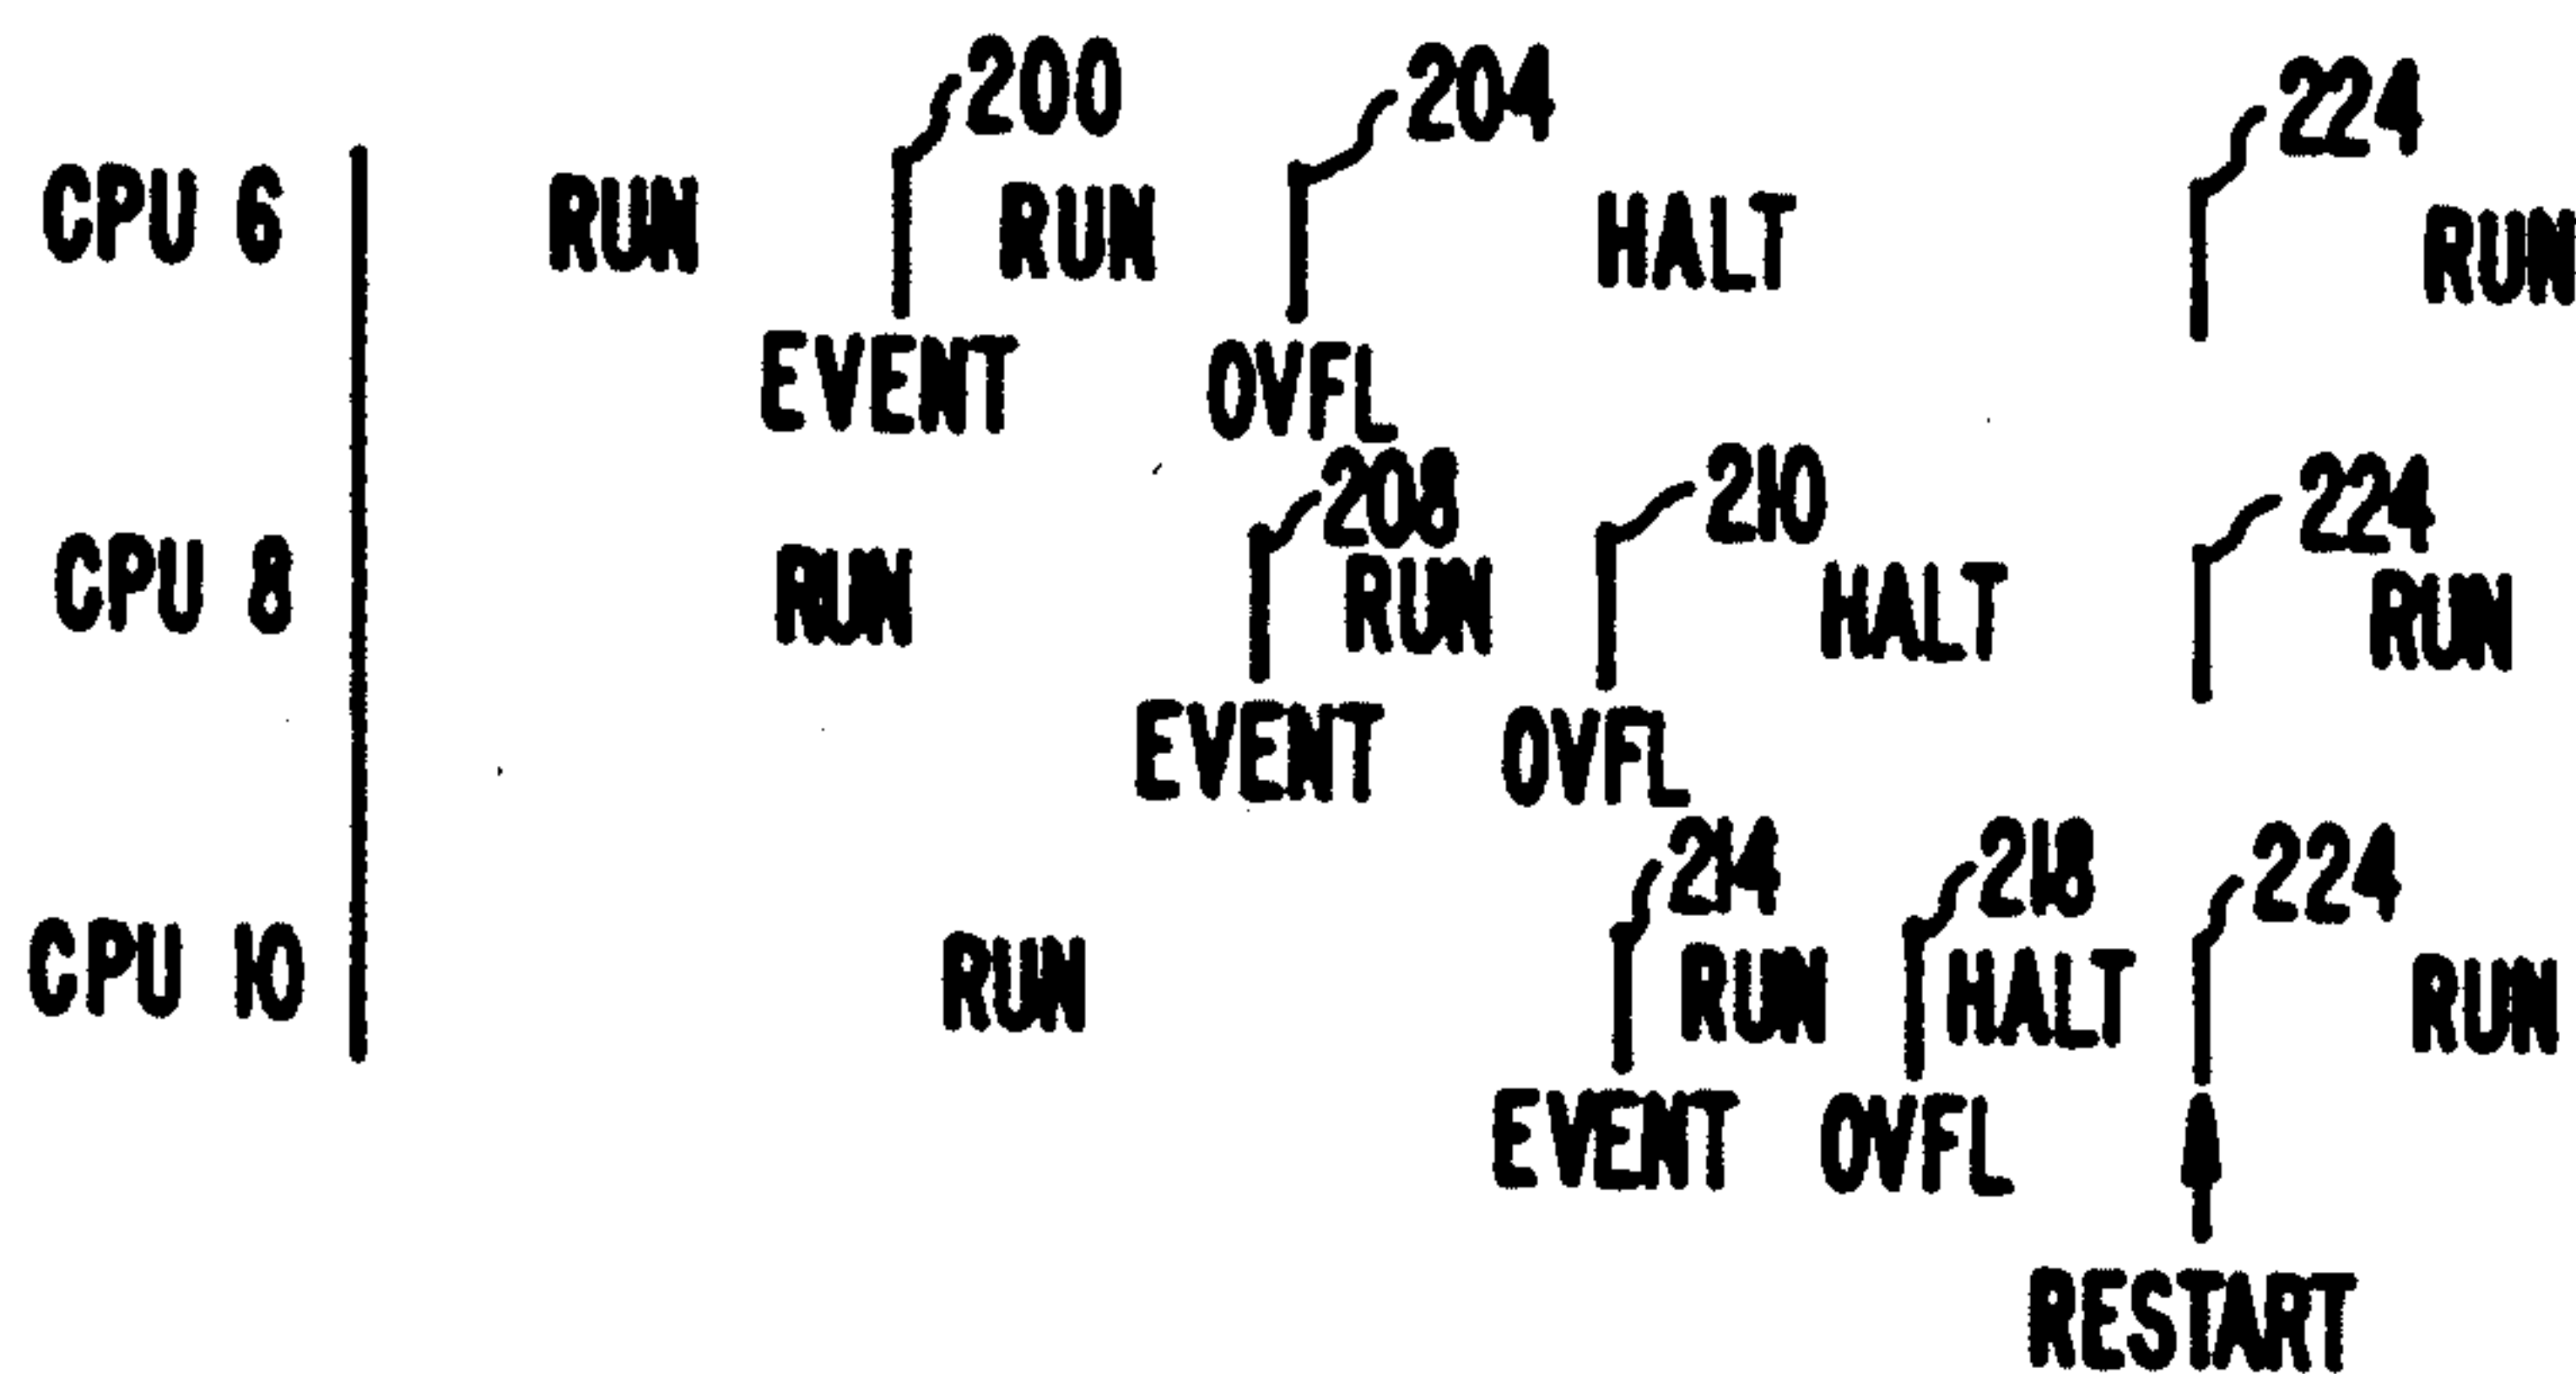 200 204 224
CPU 6 RUN RUN HALT RUN
EVENT OVFL
208 210 224
CPU 8 RUN RUN HALT RUN
EVENT OVFL
214 218 224
CPU 10 RUN RUN HALT RUN
EVENT OVFL
RESTART